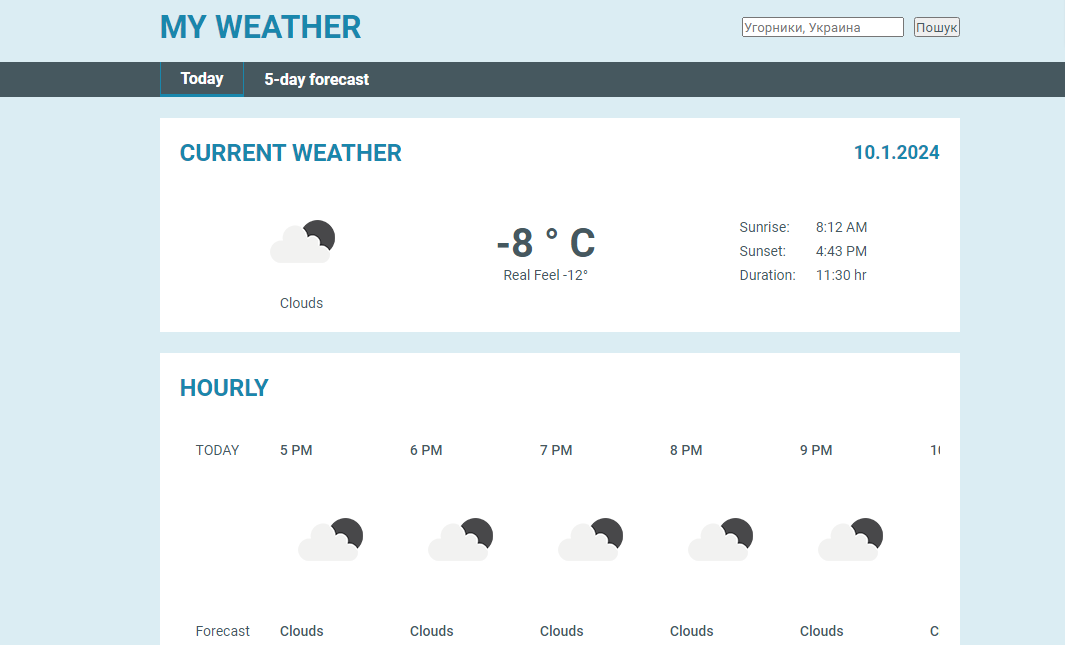 MY WEATHER
Угорники, Украина Пошук
Today 5-day forecast
CURRENT WEATHER 10.1.2024
-8 ° C
Real Feel -12°
Clouds
Sunrise: 8:12 AM
Sunset: 4:43 PM
Duration: 11:30 hr
HOURLY
TODAY 5 PM 6 PM 7 PM 8 PM 9 PM
Forecast Clouds Clouds Clouds Clouds Clouds C